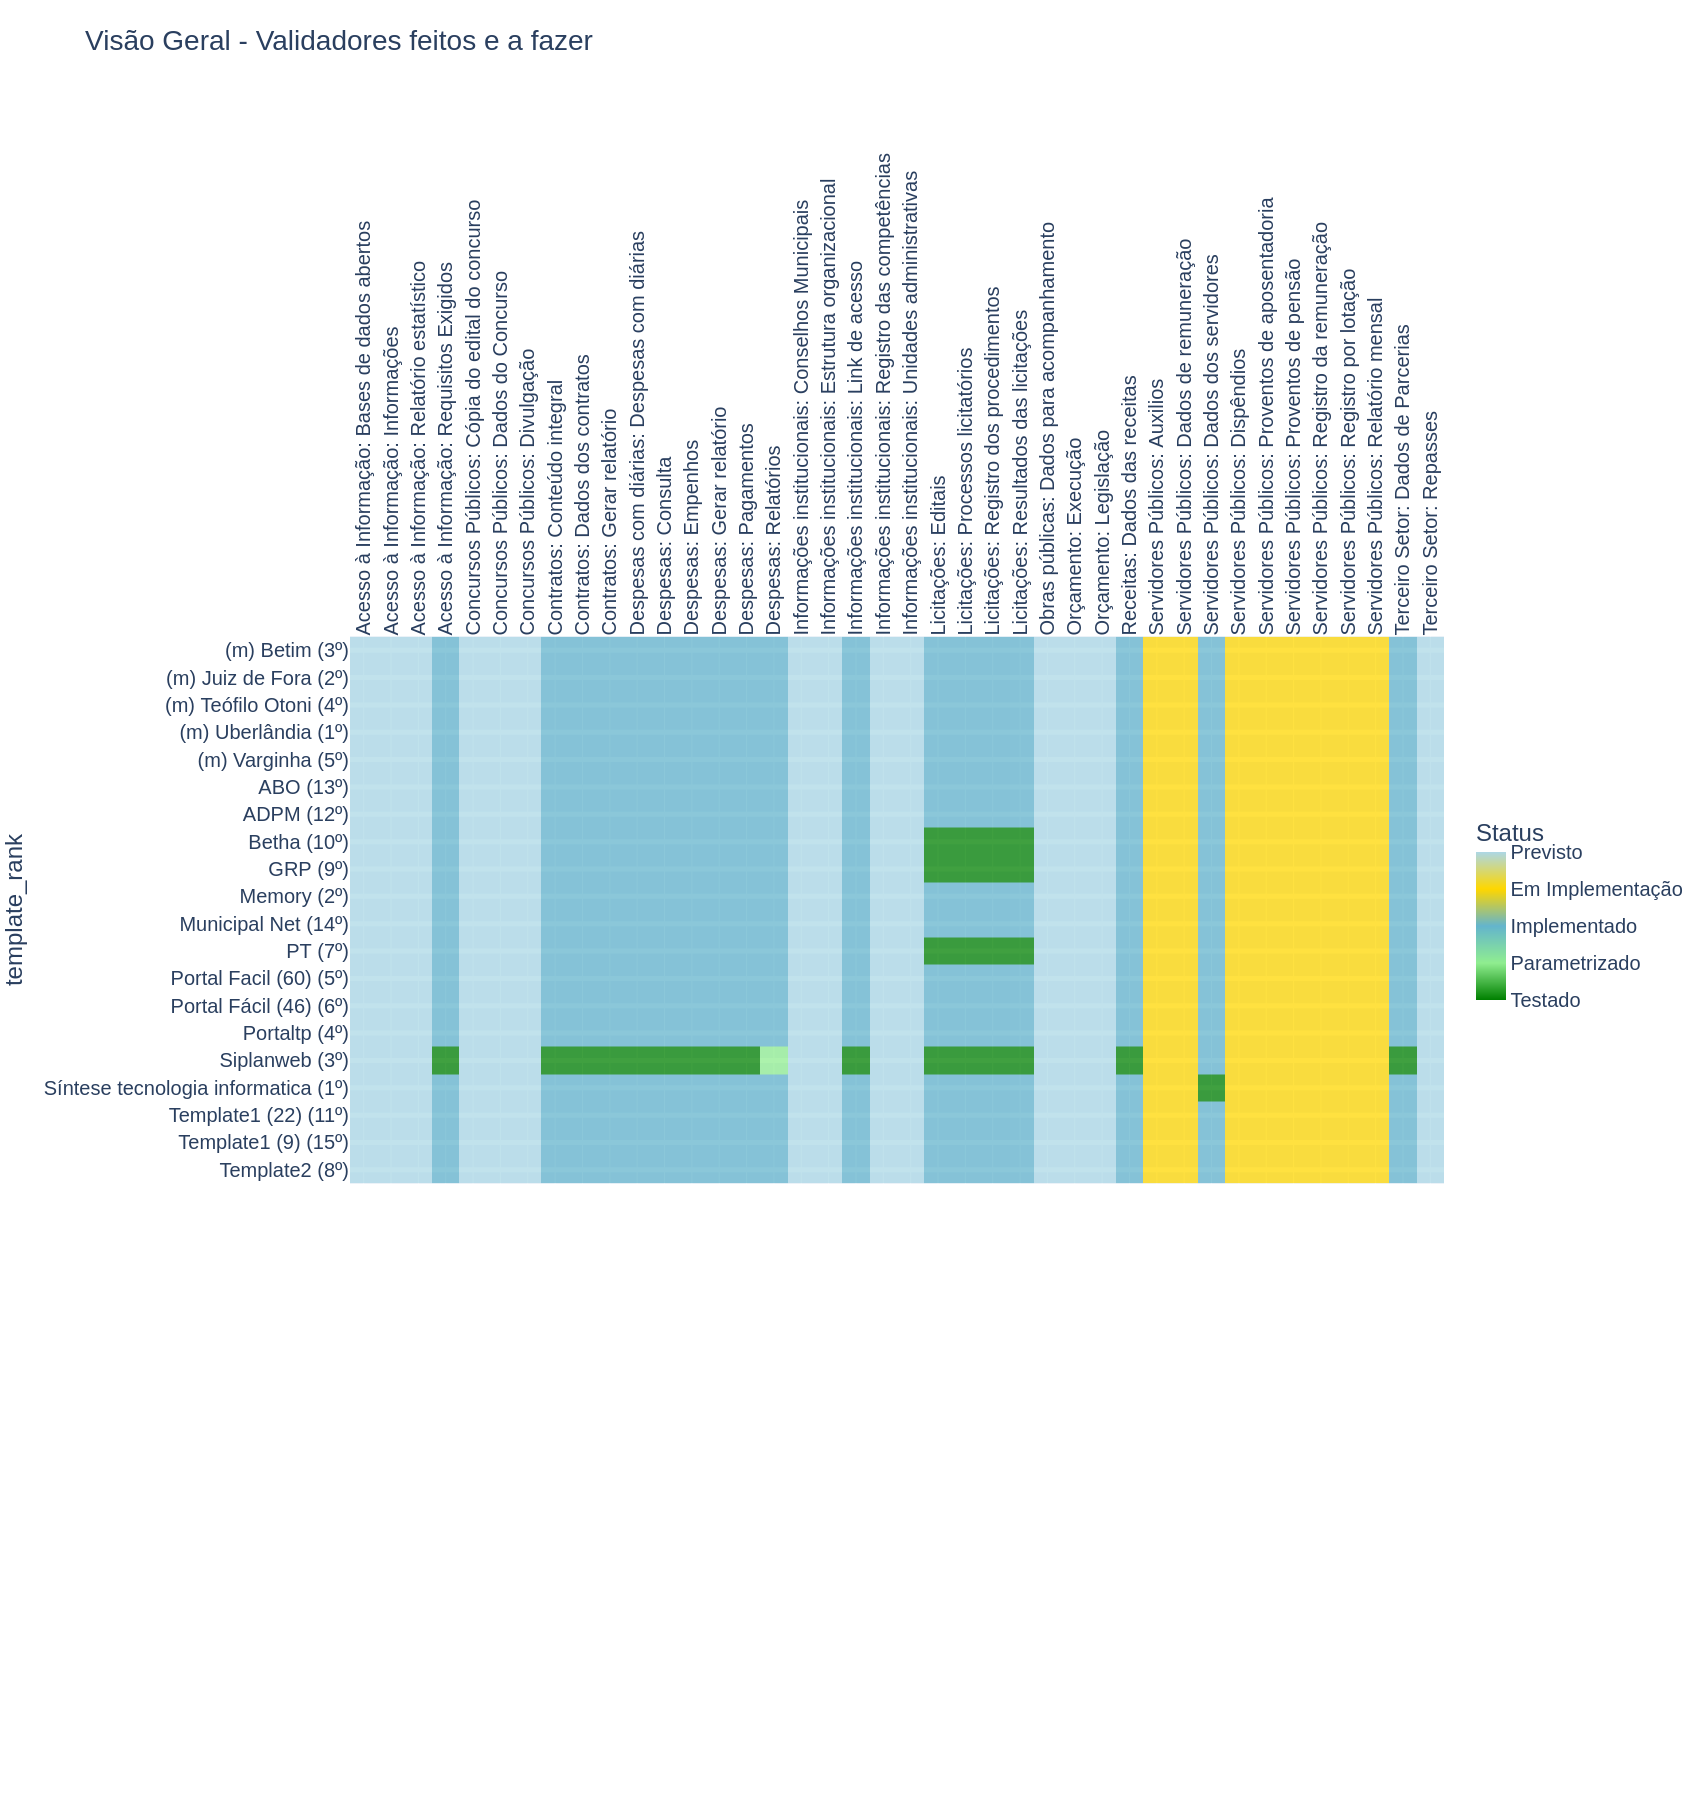 Visão Geral - Validadores feitos e a fazer
Acesso à Informação: Bases de dados abertos
Acesso à Informação: Informações
Acesso à Informação: Relatório estatístico
Acesso à Informação: Requisitos Exigidos
Concursos Públicos: Cópia do edital do concurso
Concursos Públicos: Dados do Concurso
Concursos Públicos: Divulgação
Contratos: Conteúdo integral
Contratos: Dados dos contratos
Contratos: Gerar relatório
Despesas com diárias: Despesas com diárias
Despesas: Consulta
Despesas: Empenhos
Despesas: Gerar relatório
Despesas: Pagamentos
Despesas: Relatórios
Informações institucionais: Conselhos Municipais
Informações institucionais: Estrutura organizacional
Informações institucionais: Link de acesso
Informações institucionais: Registro das competências
Informações institucionais: Unidades administrativas
Licitações: Editais
Licitações: Processos licitatórios
Licitações: Registro dos procedimentos
Licitações: Resultados das licitações
Obras públicas: Dados para acompanhamento
Orçamento: Execução
Orçamento: Legislação
Receitas: Dados das receitas
Servidores Públicos: Auxílios
Servidores Públicos: Dados de remuneração
Servidores Públicos: Dados dos servidores
Servidores Públicos: Dispêndios
Servidores Públicos: Proventos de aposentadoria
Servidores Públicos: Proventos de pensão
Servidores Públicos: Registro da remuneração
Servidores Públicos: Registro por lotação
Servidores Públicos: Relatório mensal
Terceiro Setor: Dados de Parcerias
Terceiro Setor: Repasses
template_rank
(m) Betim (3º)
(m) Juiz de Fora (2º)
(m) Teófilo Otoni (4º)
(m) Uberlândia (1º)
(m) Varginha (5º)
ABO (13º)
ADPM (12º)
Betha (10º)
GRP (9º)
Memory (2º)
Municipal Net (14º)
PT (7º)
Portal Facil (60) (5º)
Portal Fácil (46) (6º)
Portaltp (4º)
Siplanweb (3º)
Síntese tecnologia informatica (1º)
Template1 (22) (11º)
Template1 (9) (15º)
Template2 (8º)
Status
Previsto
Em Implementação
Implementado
Parametrizado
Testado